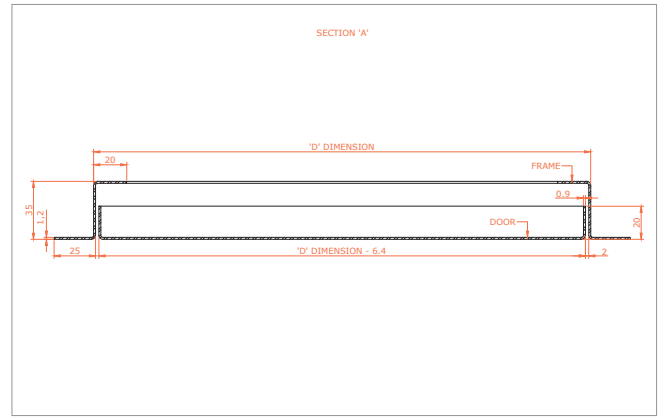 SECTION 'A'
'D' DIMENSION
20
FRAME
35
1.2
0.9
20
DOOR
25
'D' DIMENSION - 6.4
2